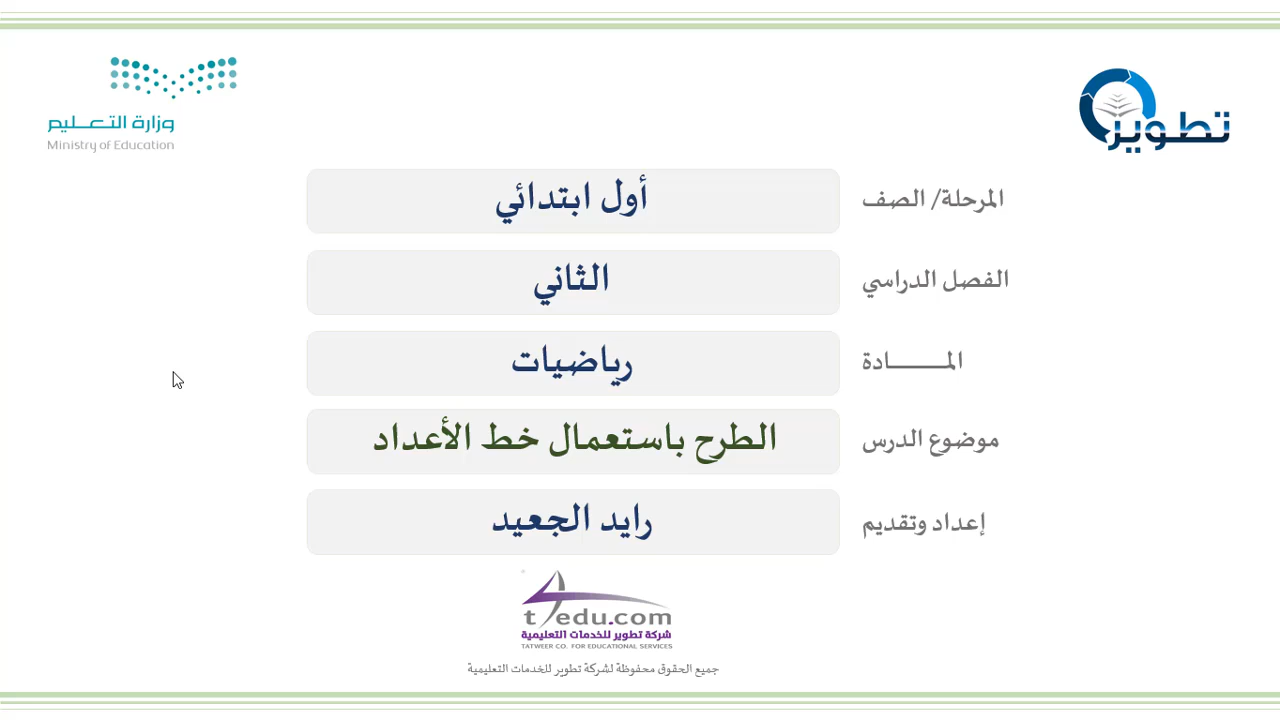 وزارة التعليم
Ministry of Education
تطوير
المرحلة/ الصف
أول ابتدائي
الفصل الدراسي
الثاني
المــــــــادة
رياضيات
موضوع الدرس
الطرح باستعمال خط الأعداد
إعداد وتقديم
رايد الجعيد
t4edu.com
شركة تطوير للخدمات التعليمية
TATWEER CO. FOR EDUCATIONAL SERVICES
جميع الحقوق محفوظة لشركة تطوير للخدمات التعليمية